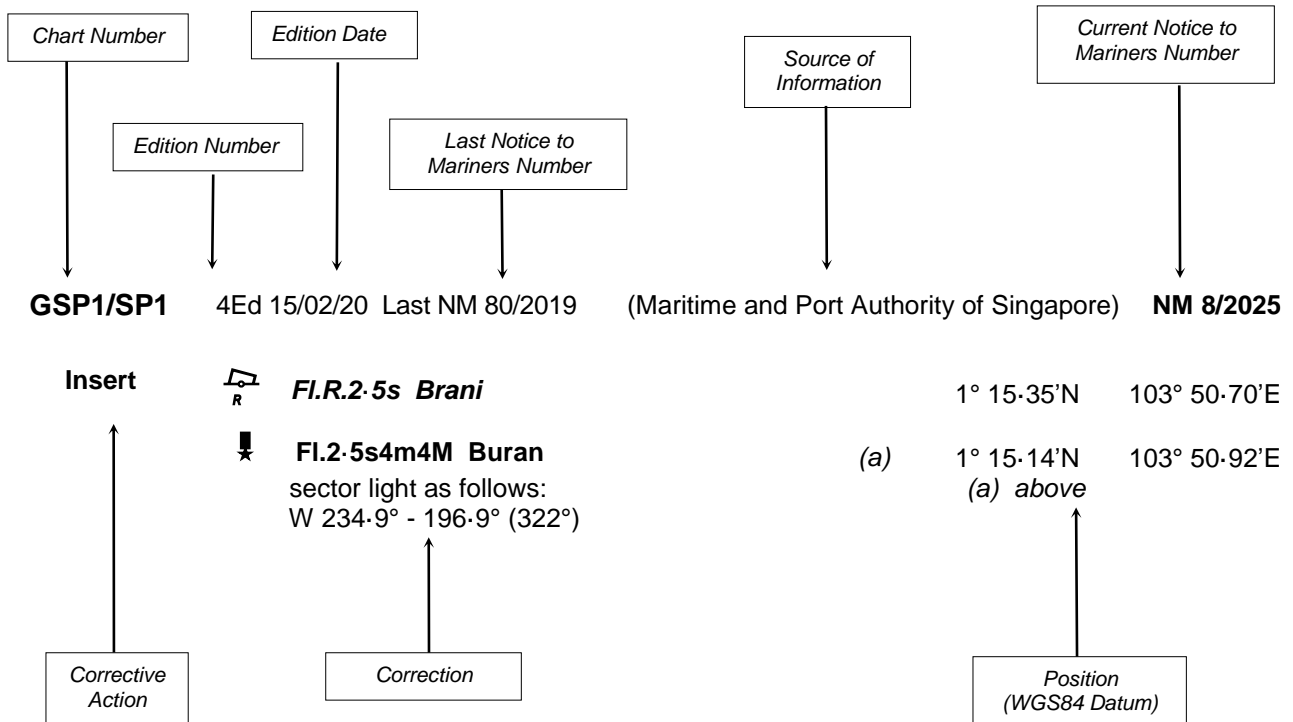 Chart Number
Edition Date
Source of
Information
Current Notice to
Mariners Number
Edition Number
Last Notice to
Mariners Number
GSP1/SP1 4Ed 15/02/20 Last NM 80/2019 (Maritime and Port Authority of Singapore) NM 8/2025
Insert Fl.R.2·5s Brani 1° 15·35’N 103° 50·70’E
R
Fl.2·5s4m4M Buran (a) 1° 15·14’N 103° 50·92’E
sector light as follows: (a) above
W 234·9° - 196·9° (322°)
Corrective
Action
Correction
Position
(WGS84 Datum)